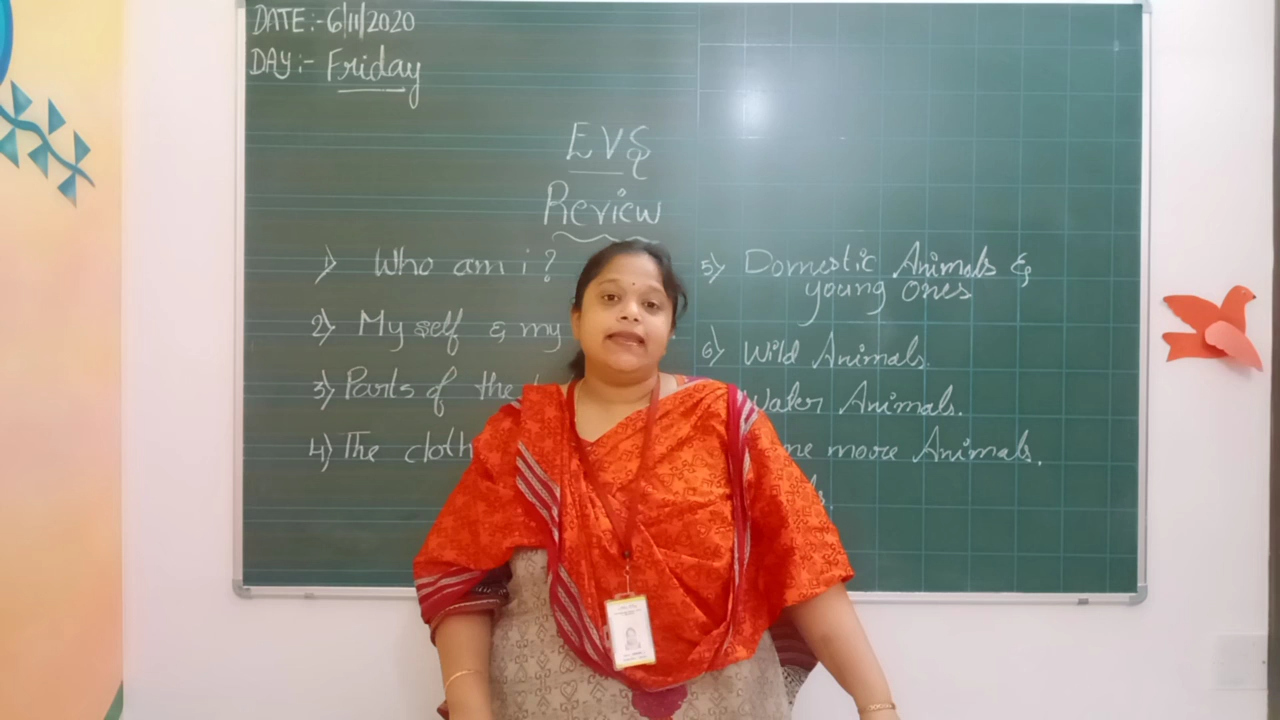 DATE:-6/11/2020
DAY:- Friday
EVS
Review
1) Who am i?
2) My self & my
3) Parts of the
4) The cloth
5) Domestic Animals &
young ones
6) Wild Animals.
Water Animals.
me more Animals.